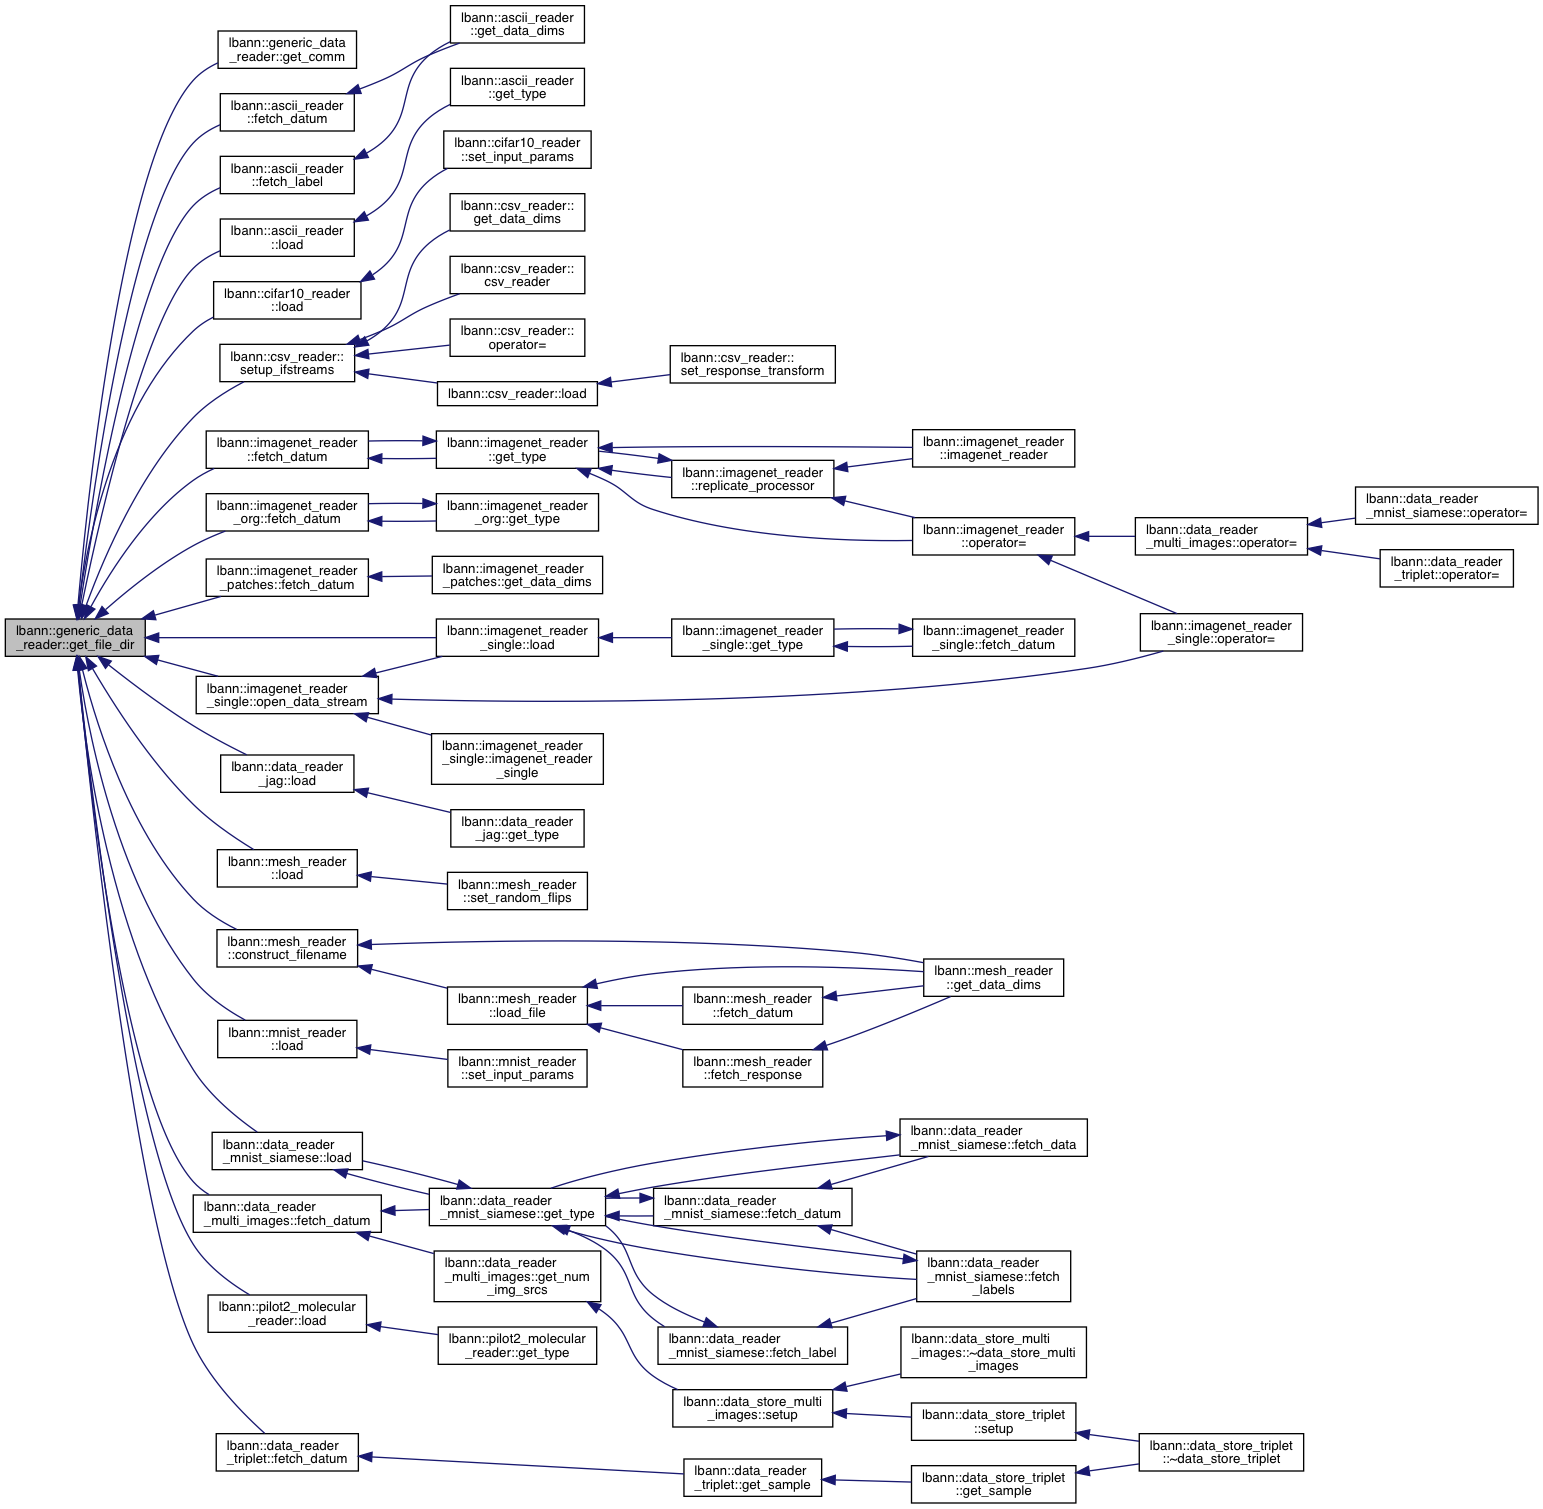 lbann::generic_data
_reader::get_file_dir
lbann::generic_data
_reader::get_comm
lbann::ascii_reader
::fetch_datum
lbann::ascii_reader
::fetch_label
lbann::ascii_reader
::load
lbann::cifar10_reader
::load
lbann::csv_reader::
setup_ifstreams
lbann::imagenet_reader
::fetch_datum
lbann::imagenet_reader
_org::fetch_datum
lbann::imagenet_reader
_patches::fetch_datum
lbann::imagenet_reader
_single::open_data_stream
lbann::data_reader
_jag::load
lbann::mesh_reader
::load
lbann::mesh_reader
::construct_filename
lbann::mnist_reader
::load
lbann::data_reader
_mnist_siamese::load
lbann::data_reader
_multi_images::fetch_datum
lbann::pilot2_molecular
_reader::load
lbann::data_reader
_triplet::fetch_datum
lbann::ascii_reader
::get_data_dims
lbann::ascii_reader
::get_type
lbann::cifar10_reader
::set_input_params
lbann::csv_reader::
get_data_dims
lbann::csv_reader::
csv_reader
lbann::csv_reader::
operator=
lbann::csv_reader::load
lbann::imagenet_reader
::get_type
lbann::imagenet_reader
_org::get_type
lbann::imagenet_reader
_patches::get_data_dims
lbann::imagenet_reader
_single::load
lbann::imagenet_reader
_single::imagenet_reader
_single
lbann::data_reader
_jag::get_type
lbann::mesh_reader
::set_random_flips
lbann::mesh_reader
::load_file
lbann::mnist_reader
::set_input_params
lbann::data_reader
_mnist_siamese::get_type
lbann::data_reader
_multi_images::get_num
_img_srcs
lbann::pilot2_molecular
_reader::get_type
lbann::csv_reader::
set_response_transform
lbann::imagenet_reader
::replicate_processor
lbann::imagenet_reader
_single::get_type
lbann::mesh_reader
::fetch_datum
lbann::mesh_reader
::fetch_response
lbann::data_reader
_mnist_siamese::fetch_datum
lbann::data_reader
_mnist_siamese::fetch_label
lbann::data_store_multi
_images::setup
lbann::data_reader
_triplet::get_sample
lbann::imagenet_reader
::imagenet_reader
lbann::imagenet_reader
::operator=
lbann::imagenet_reader
_single::fetch_datum
lbann::mesh_reader
::get_data_dims
lbann::data_reader
_mnist_siamese::fetch_data
lbann::data_reader
_mnist_siamese::fetch
_labels
lbann::data_store_multi
_images::~data_store_multi
_images
lbann::data_store_triplet
::setup
lbann::data_store_triplet
::get_sample
lbann::data_reader
_multi_images::operator=
lbann::imagenet_reader
_single::operator=
lbann::data_store_triplet
::~data_store_triplet
lbann::data_reader
_mnist_siamese::operator=
lbann::data_reader
_triplet::operator=